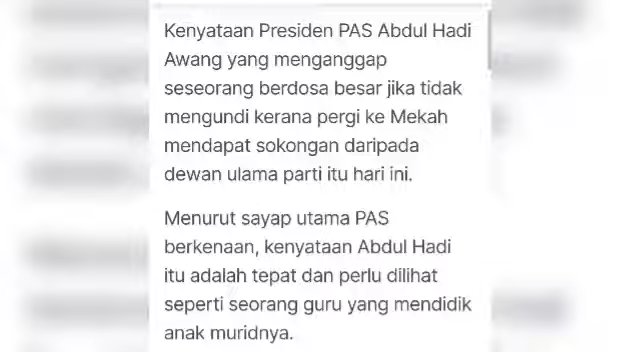 Kenyataan Presiden PAS Abdul Hadi
Awang yang menganggap
seseorang berdosa besar jika tidak
mengundi kerana pergi ke Mekah
mendapat sokongan daripada
dewan ulama parti itu hari ini.
Menurut sayap utama PAS
berkenaan, kenyataan Abdul Hadi
itu adalah tepat dan perlu dilihat
seperti seorang guru yang mendidik
anak muridnya.